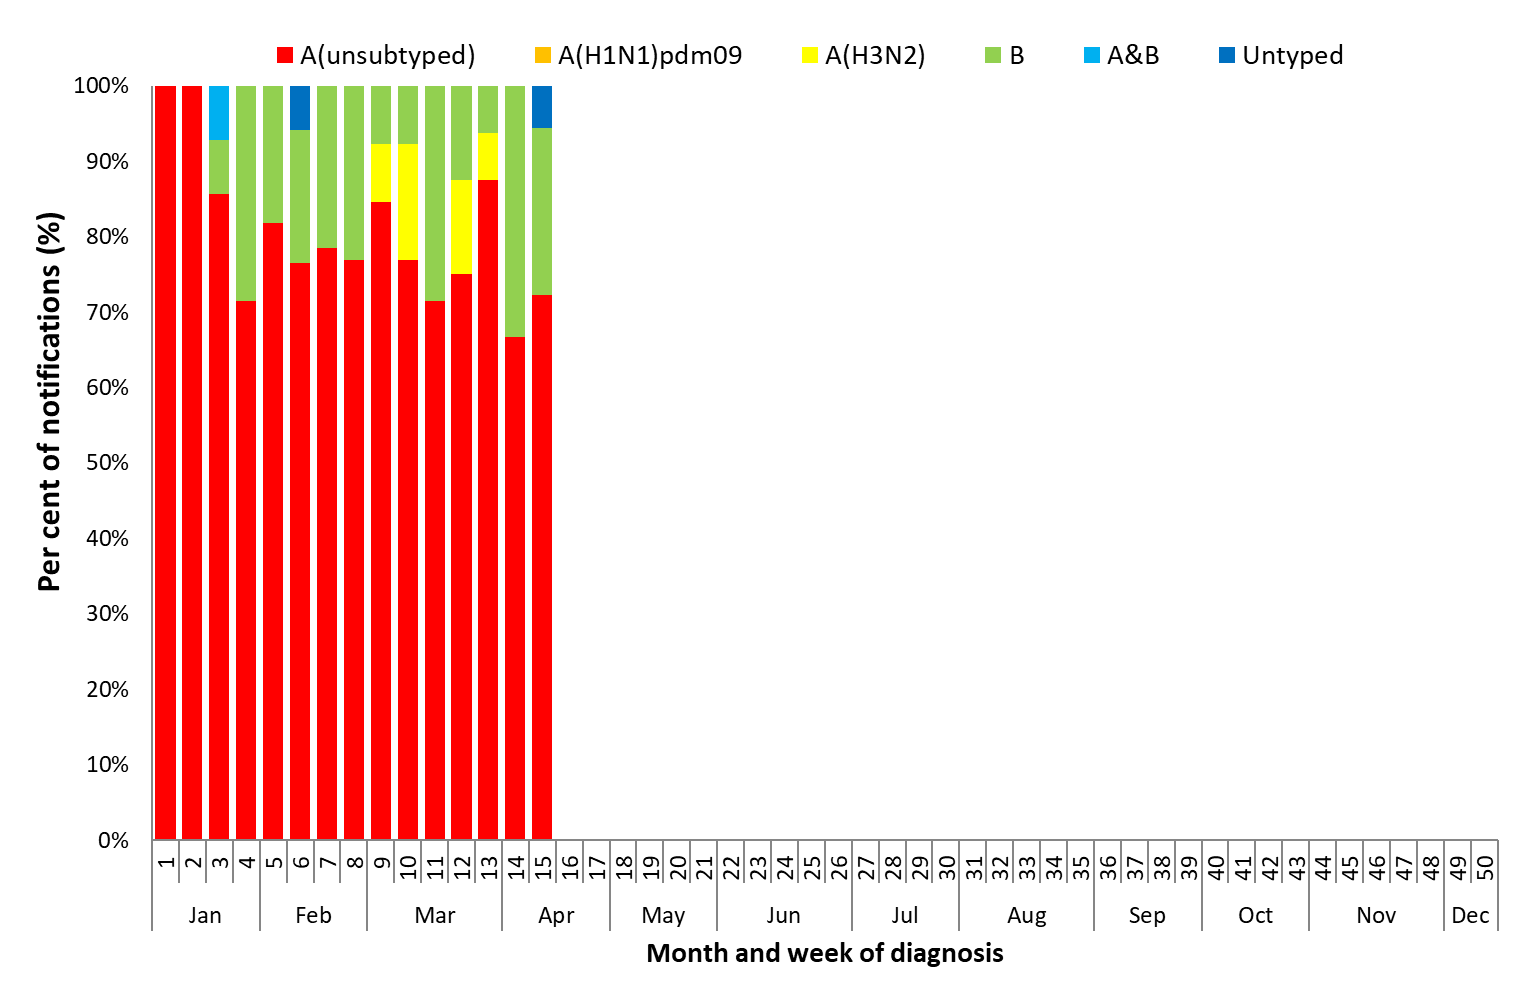 A(unsubtyped) A(H1N1)pdm09 A(H3N2) B A&B Untyped
100%
90%
80%
70%
60%
50%
40%
30%
20%
10%
0%
Per cent of notifications (%)
1 2 3 4 5 6 7 8 9 10 11 12 13 14 15 16 17 18 19 20 21 22 23 24 25 26 27 28 29 30 31 32 33 34 35 36 37 38 39 40 41 42 43 44 45 46 47 48 49 50
Jan Feb Mar Apr May Jun Jul Aug Sep Oct Nov Dec
Month and week of diagnosis